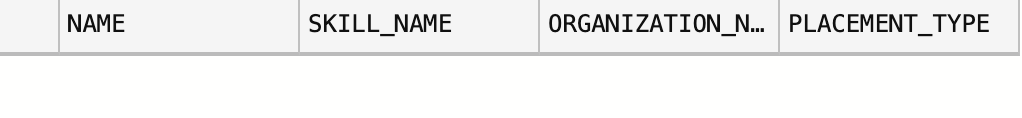 NAME SKILL_NAME ORGANIZATION_N… PLACEMENT_TYPE